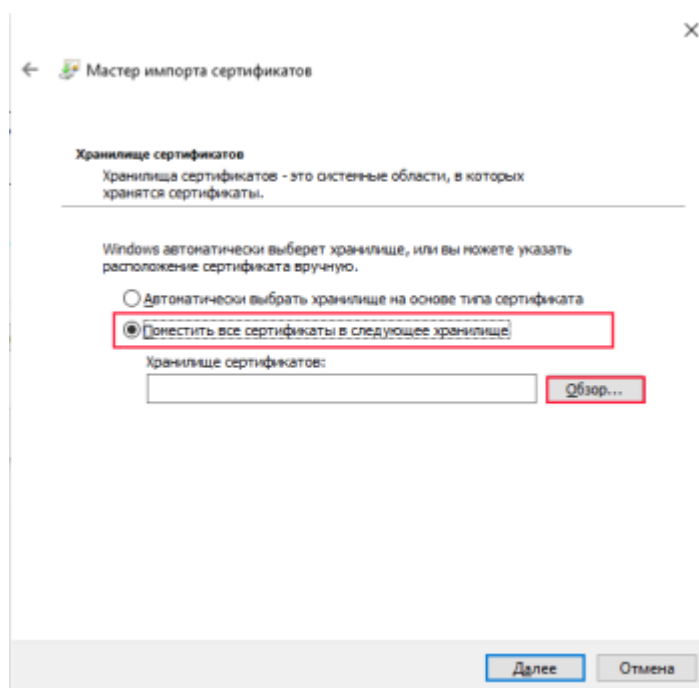 Мастер импорта сертификатов
Хранилище сертификатов
Хранилища сертификатов - это системные области, в которых
хранятся сертификаты.
Windows автоматически выберет хранилище, или вы можете указать
расположение сертификата вручную.
Автоматически выбрать хранилище на основе типа сертификата
Поместить все сертификаты в следующее хранилище
Хранилище сертификатов:
Обзор...
Далее
Отмена